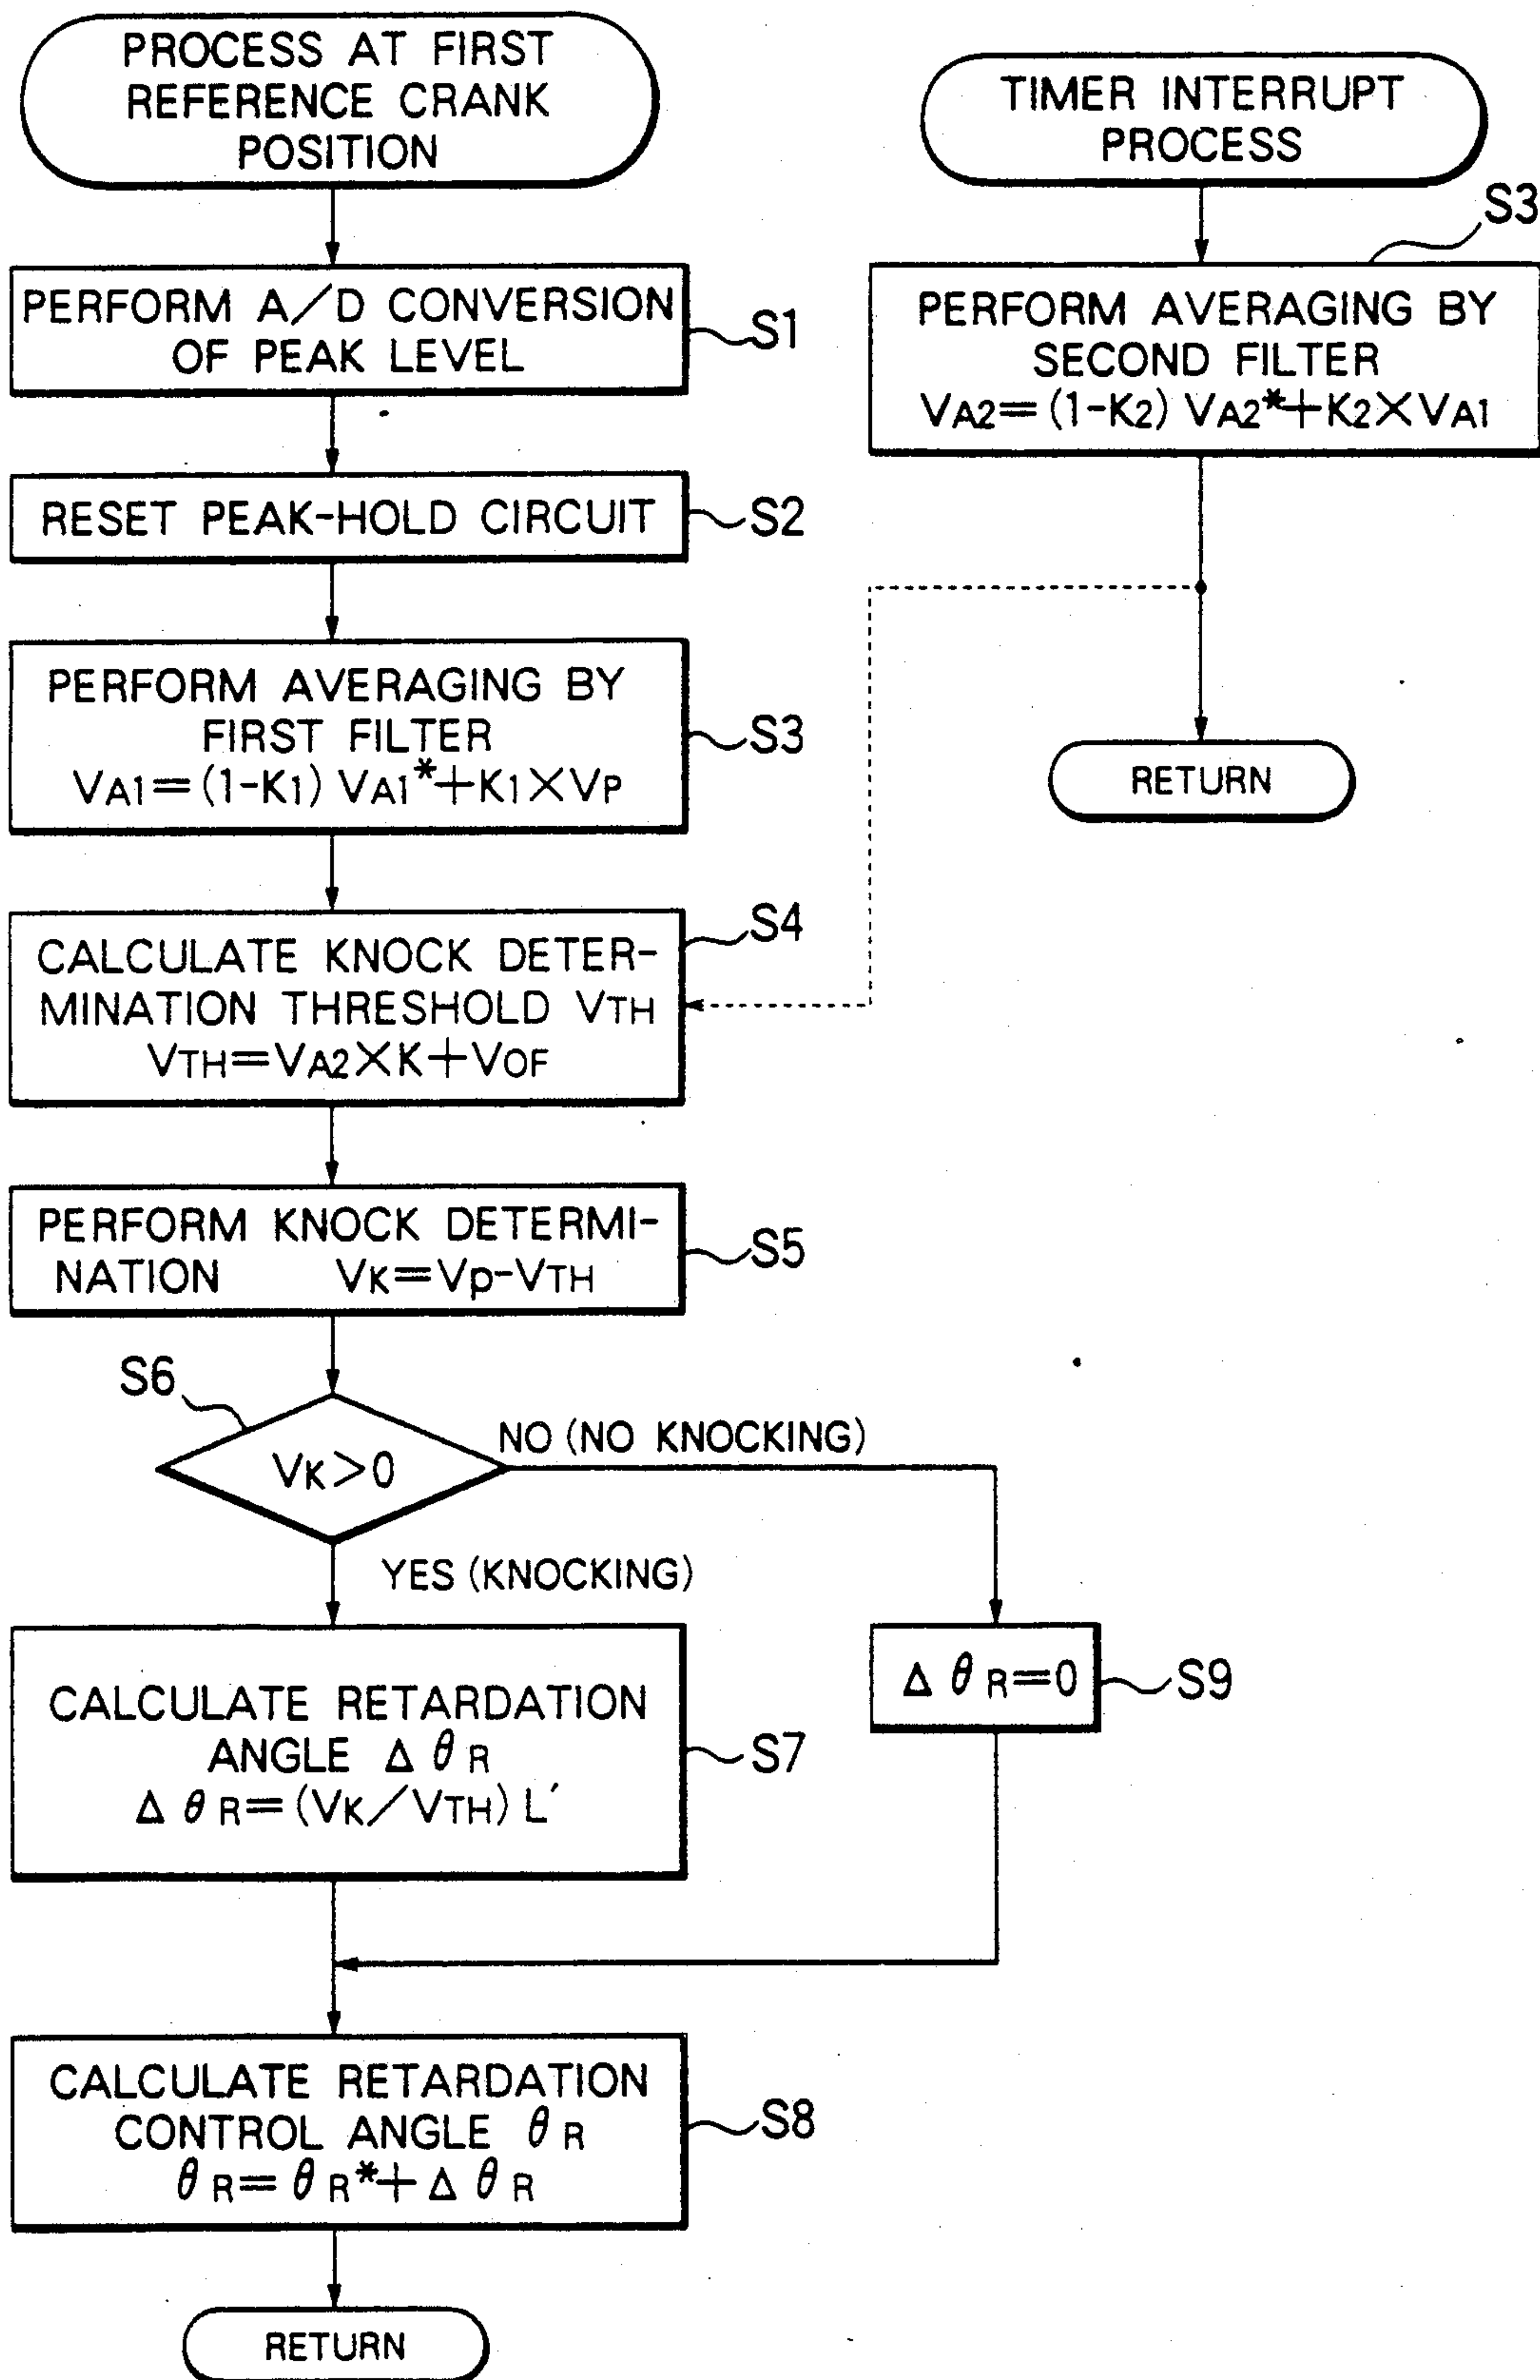 PROCESS AT FIRST
REFERENCE CRANK
POSITION
PERFORM A/D CONVERSION
OF PEAK LEVEL
S1
RESET PEAK-HOLD CIRCUIT
S2
PERFORM AVERAGING BY
FIRST FILTER
VA1=(1-K1) VA1*+K1×VP
S3
CALCULATE KNOCK DETER-
MINATION THRESHOLD VTH
VTH=VA2×K+VOF
S4
PERFORM KNOCK DETERMI-
NATION VK=Vp-VTH
S5
S6
VK>0
NO (NO KNOCKING)
YES (KNOCKING)
CALCULATE RETARDATION
ANGLE Δ θ R
Δ θ R=(VK/VTH) L′
S7
Δ θ R=0
S9
CALCULATE RETARDATION
CONTROL ANGLE θ R
θ R= θ R*+ Δ θ R
S8
RETURN
TIMER INTERRUPT
PROCESS
S3
PERFORM AVERAGING BY
SECOND FILTER
VA2=(1-K2) VA2*+K2×VA1
RETURN